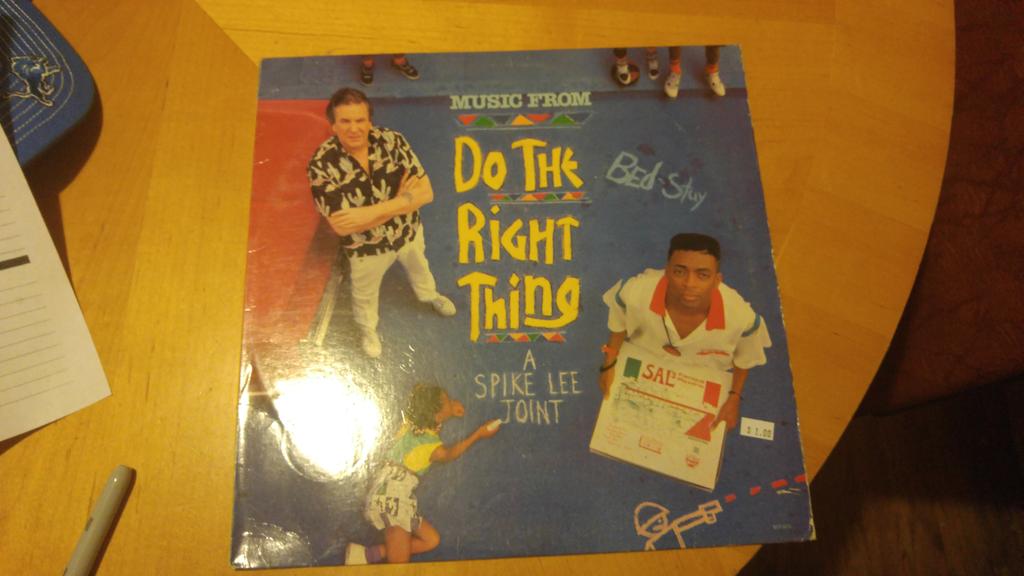 MUSIC FROM
DO THE
RIGHT
THING
BED-STUY
A
SPIKE LEE
JOINT
SAL'S
$1.00